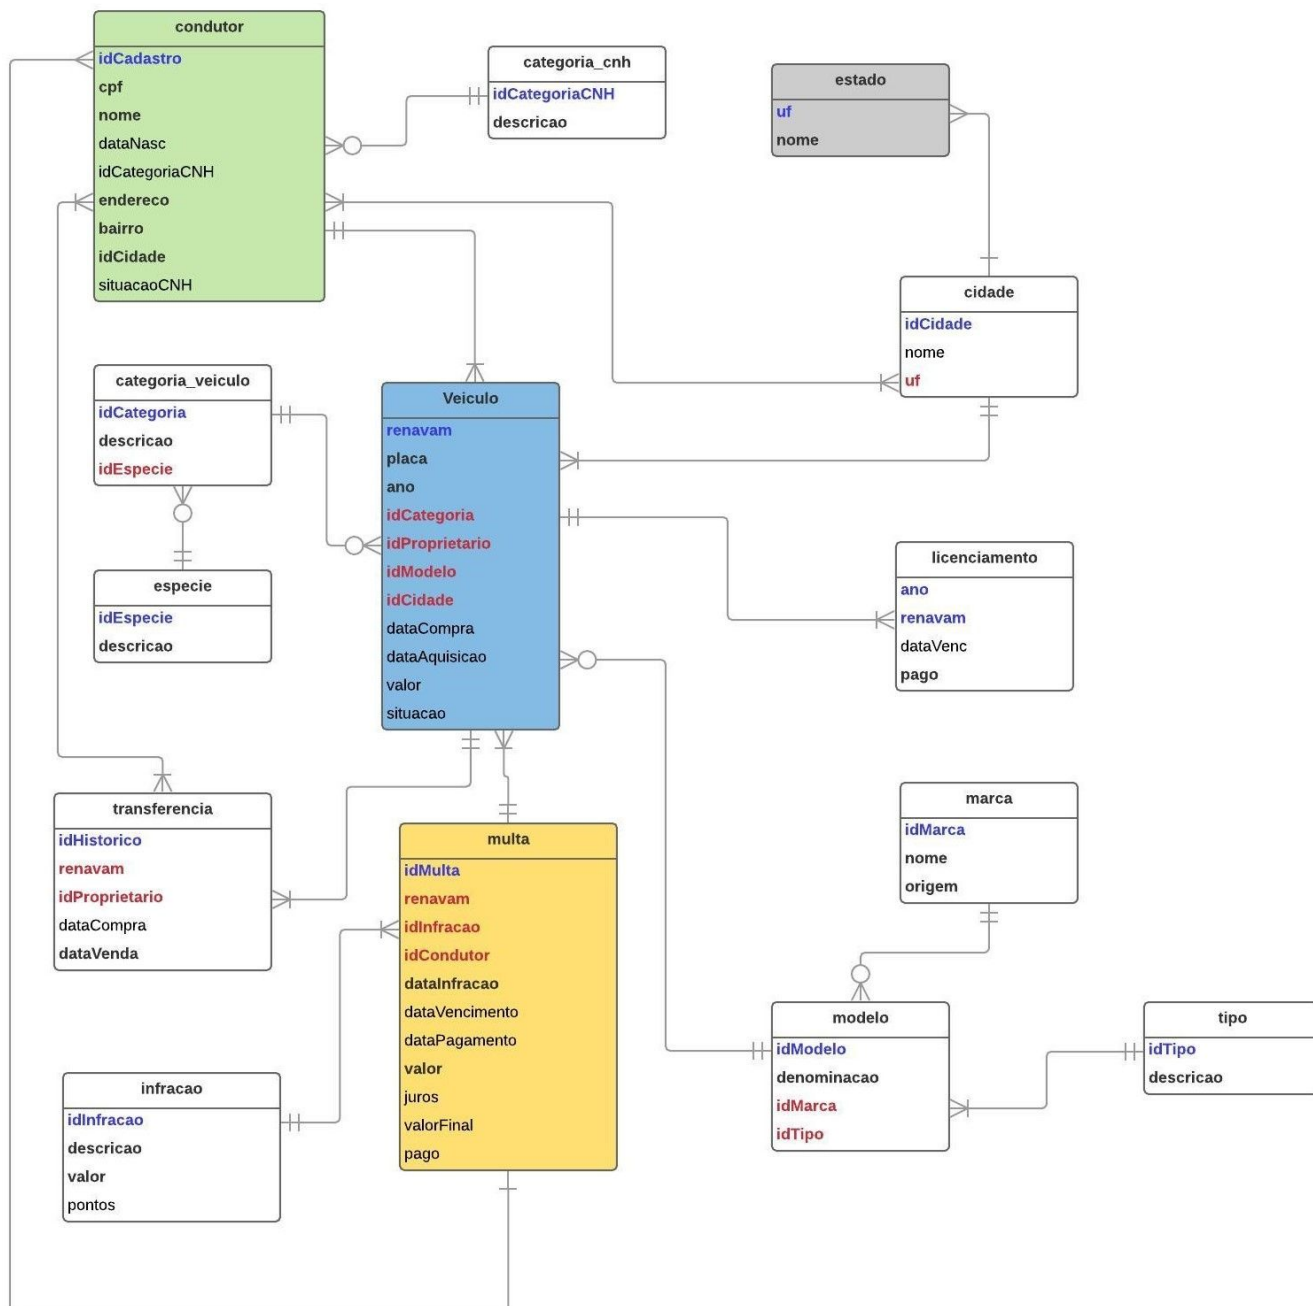 condutor
idCadastro
cpf
nome
dataNasc
idCategoriaCNH
endereco
bairro
idCidade
situacaoCNH
categoria_cnh
idCategoriaCNH
descricao
estado
uf
nome
cidade
idCidade
nome
uf
categoria_veiculo
idCategoria
descricao
idEspecie
especie
idEspecie
descricao
Veiculo
renavam
placa
ano
idCategoria
idProprietario
idModelo
idCidade
dataCompra
dataAquisicao
valor
situacao
licenciamento
ano
renavam
dataVenc
pago
transferência
idHistorico
renavam
idProprietario
dataCompra
dataVenda
multa
idMulta
renavam
idInfracao
idCondutor
dataInfracao
dataVencimento
dataPagamento
valor
juros
valorFinal
pago
marca
idMarca
nome
origem
modelo
idModelo
denominacao
idMarca
idTipo
tipo
idTipo
descricao
infracao
idInfracao
descricao
valor
pontos